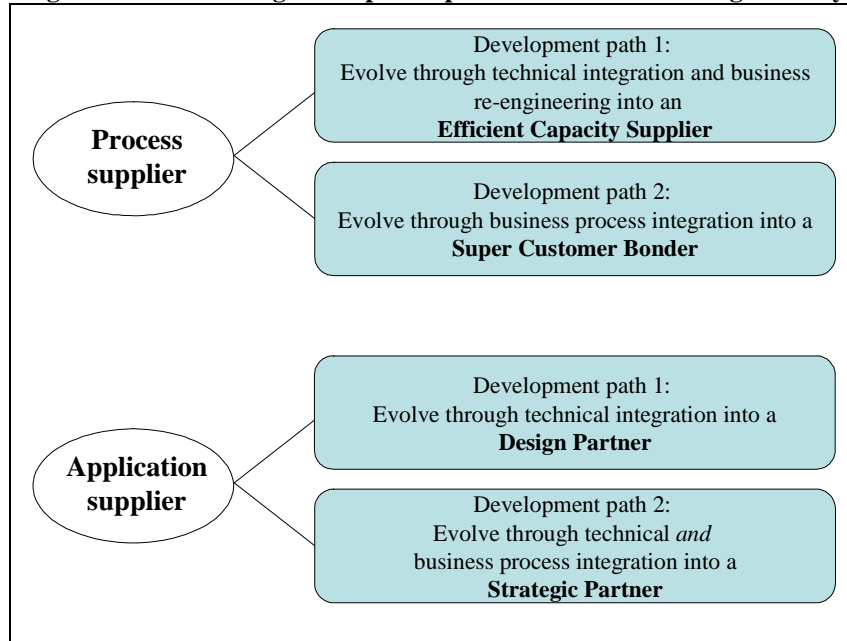 Process
supplier
Development path 1:
Evolve through technical integration and business
re-engineering into an
Efficient Capacity Supplier
Development path 2:
Evolve through business process integration into a
Super Customer Bonder
Application
supplier
Development path 1:
Evolve through technical integration into a
Design Partner
Development path 2:
Evolve through technical and
business process integration into a
Strategic Partner